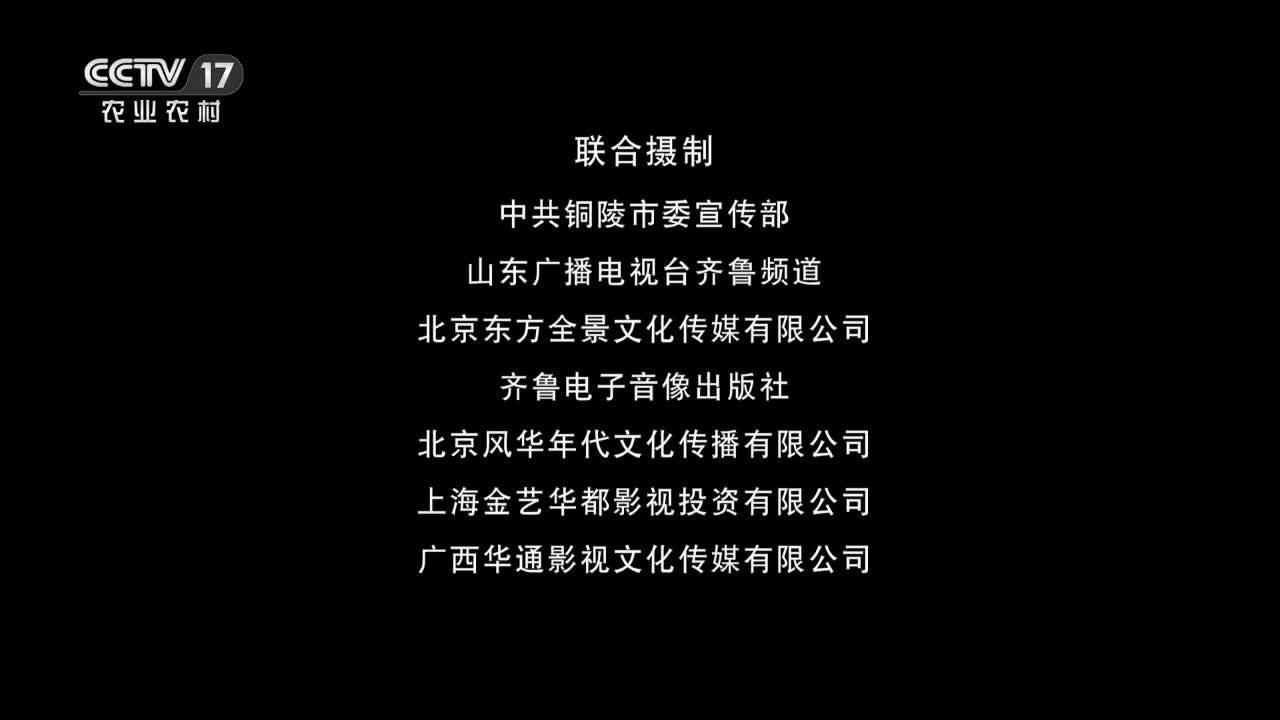 CCTV 17
农业农村
联合摄制
中共铜陵市委宣传部
山东广播电视台齐鲁频道
北京东方全景文化传媒有限公司
齐鲁电子音像出版社
北京风华年代文化传播有限公司
上海金艺华都影视投资有限公司
广西华通影视文化传媒有限公司